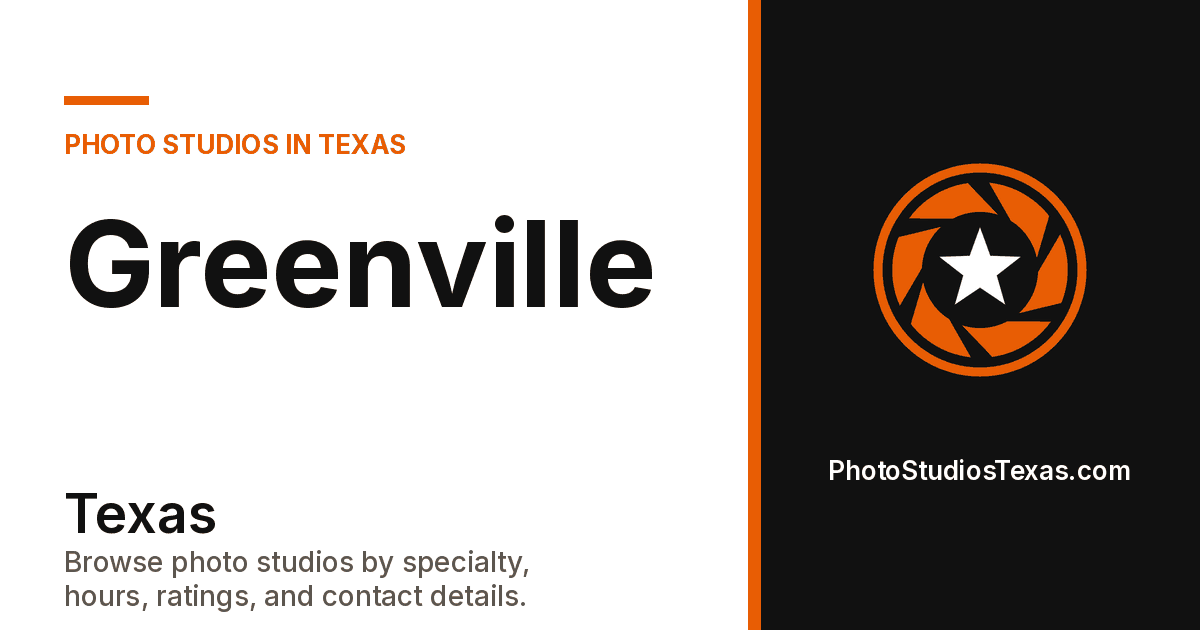 PHOTO STUDIOS IN TEXAS
Greenville
Texas
Browse photo studios by specialty,
hours, ratings, and contact details.
PhotoStudiosTexas.com